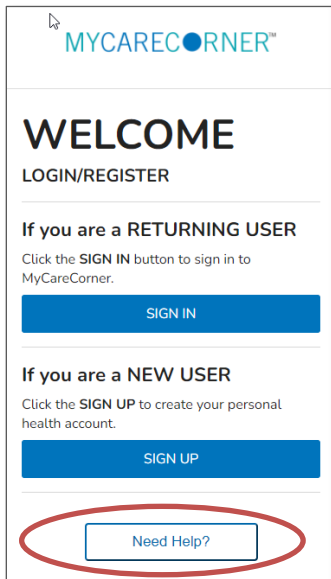 MYCARECORNER™
WELCOME
LOGIN/REGISTER
If you are a RETURNING USER
Click the SIGN IN button to sign in to
MyCareCorner.
SIGN IN
If you are a NEW USER
Click the SIGN UP to create your personal
health account.
SIGN UP
Need Help?